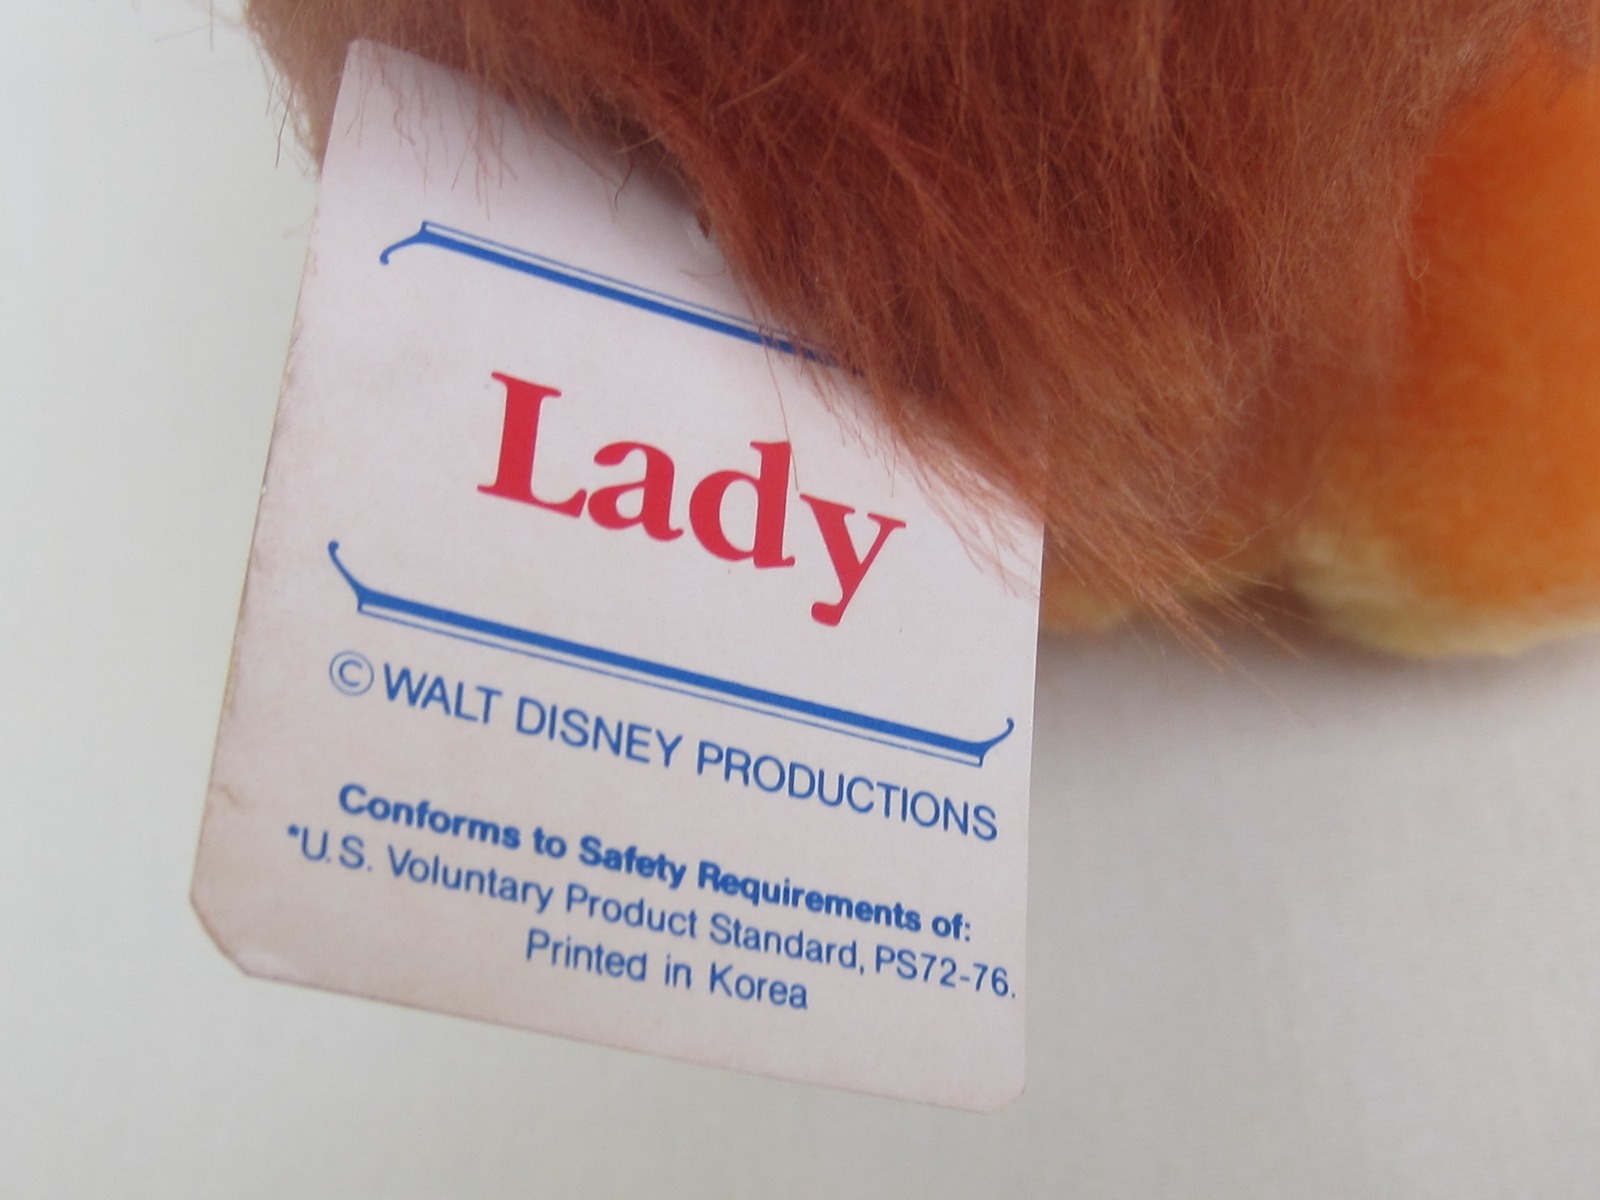 Lady
© WALT DISNEY PRODUCTIONS
Conforms to Safety Requirements of:
*U.S. Voluntary Product Standard, PS72-76.
Printed in Korea